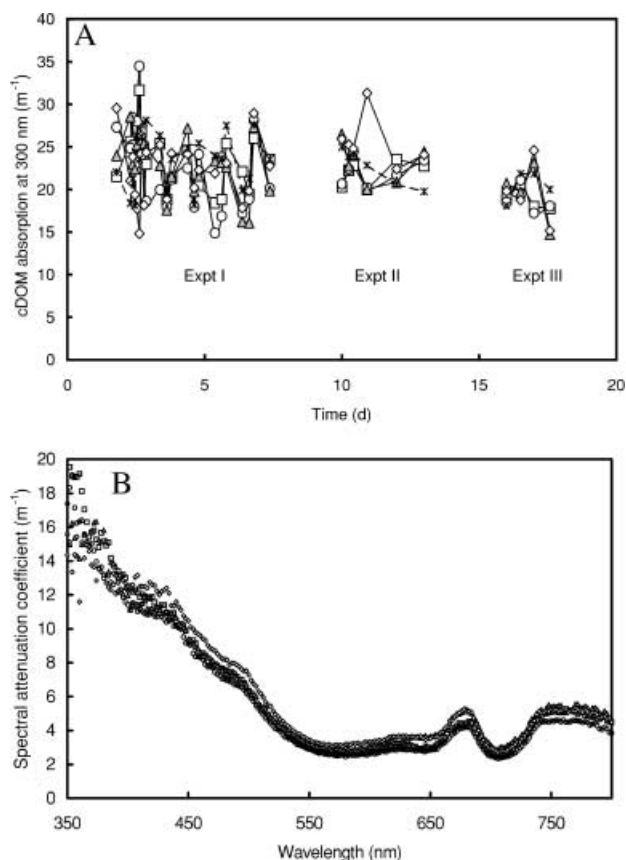 A
40
35
30
25
20
15
10
5
0
cDOM absorption at 300 nm (m⁻¹)
Expt I Expt II Expt III
0 5 10 15 20
Time (d)
B
20
18
16
14
12
10
8
6
4
2
0
Spectral attenuation coefficient (m⁻¹)
350 450 550 650 750
Wavelength (nm)